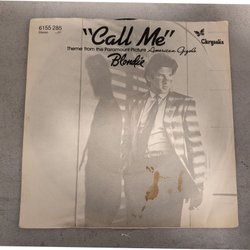 6155 285
"Call Me"
Chrysalis
Theme from the Paramount Picture American Gigolo
Blondie